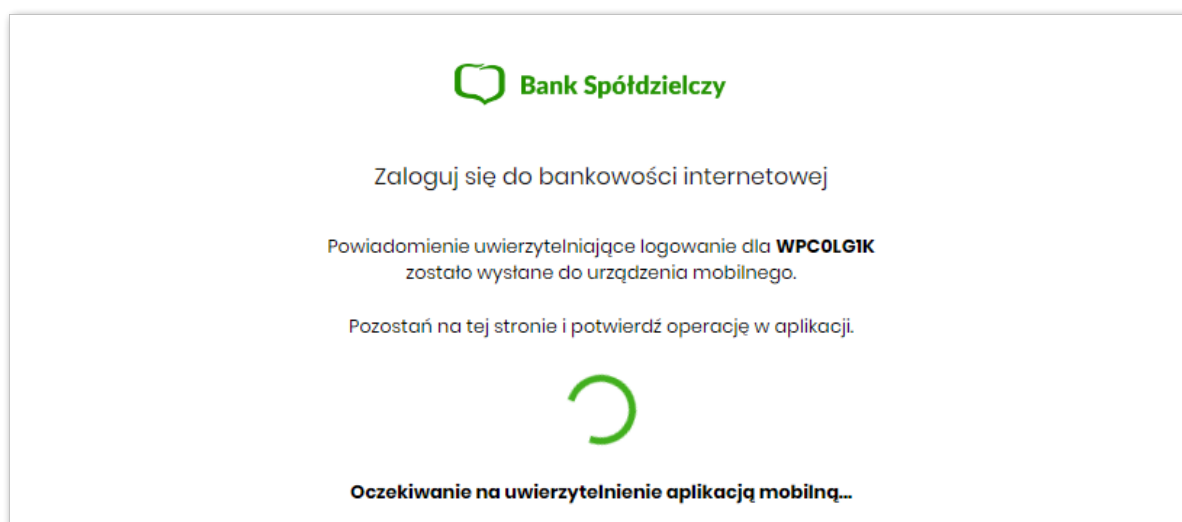 Bank Spółdzielczy
Zaloguj się do bankowości internetowej
Powiadomienie uwierzytelniające logowanie dla WPC0LG1K
zostało wysłane do urządzenia mobilnego.
Pozostań na tej stronie i potwierdź operację w aplikacji.
Oczekiwanie na uwierzytelnienie aplikacją mobilną...